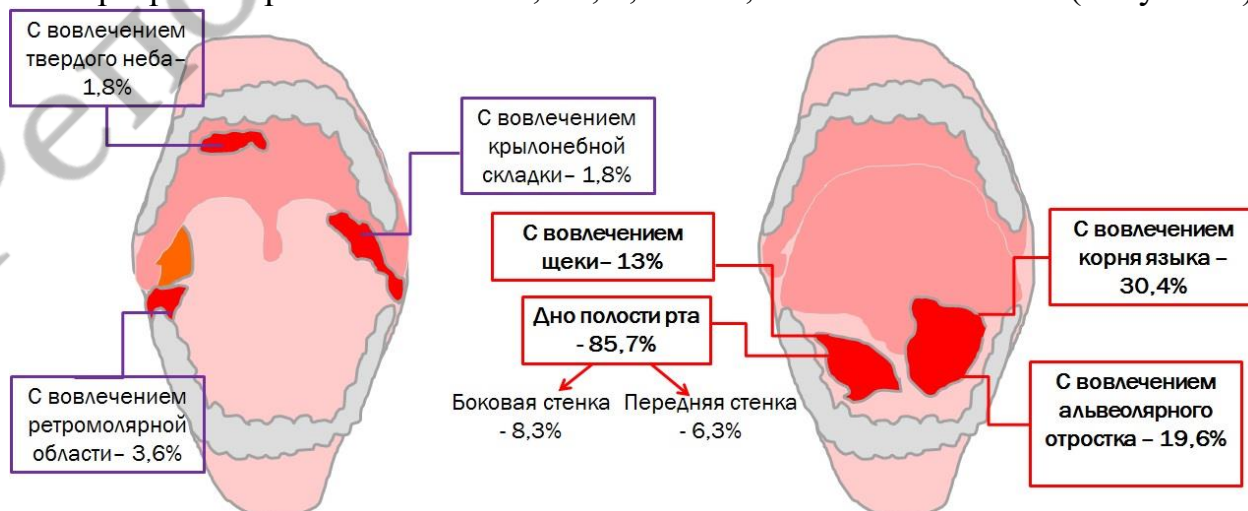 С вовлечением
твердого неба–
1,8%
С вовлечением
крылонебной
складки– 1,8%
С вовлечением
ретромолярной
области– 3,6%
С вовлечением
щеки– 13%
Дно полости рта
- 85,7%
Боковая стенка
- 8,3%
Передняя стенка
- 6,3%
С вовлечением
корня языка –
30,4%
С вовлечением
альвеолярного
отростка – 19,6%